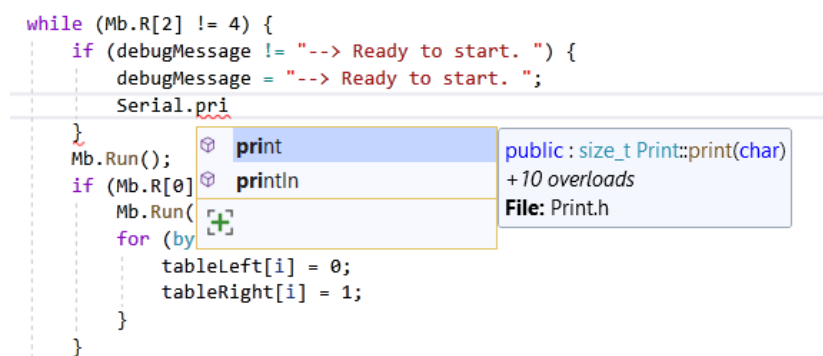 while (Mb.R[2] != 4) {
if (debugMessage != "--> Ready to start. ") {
debugMessage = "--> Ready to start. ";
Serial.pri
}
print
public : size_t Print::print(char)
+10 overloads
File: Print.h
println
Mb.Run();
if (Mb.R[0]
Mb.Run(
for (by
tableLeft[i] = 0;
tableRight[i] = 1;
}
}